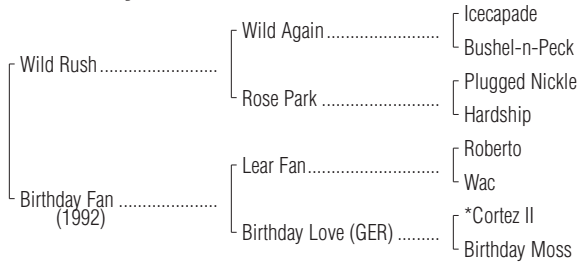 Icecapade
Wild Again.......................
Bushel-n-Peck
Wild Rush........................
Plugged Nickle
Rose Park ........................
Hardship
Roberto
Lear Fan...........................
Wac
Birthday Fan ...................
(1992)
*Cortez II
Birthday Love (GER) .........
Birthday Moss